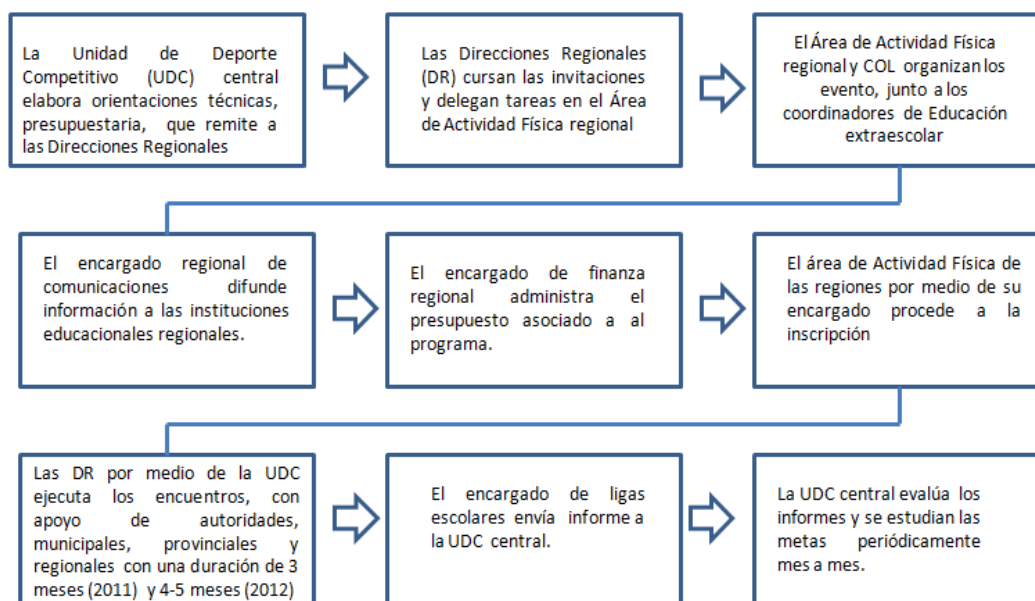 La Unidad de Deporte
Competitivo (UDC) central
elabora orientaciones técnicas,
presupuestaria, que remite a
las Direcciones Regionales
Las Direcciones Regionales
(DR) cursan las invitaciones
y delegan tareas en el Área
de Actividad Física regional
El Área de Actividad Física
regional y COL organizan los
evento, junto a los
coordinadores de Educación
extraescolar
El encargado regional de
comunicaciones difunde
información a las instituciones
educacionales regionales.
El encargado de finanza
regional administra el
presupuesto asociado a al
programa.
El área de Actividad Física de
las regiones por medio de su
encargado procede a la
inscripción
Las DR por medio de la UDC
ejecuta los encuentros, con
apoyo de autoridades,
municipales, provinciales y
regionales con una duración de 3
meses (2011) y 4-5 meses (2012)
El encargado de ligas
escolares envía informe a
la UDC central.
La UDC central evalúa los
informes y se estudian las
metas periódicamente
mes a mes.